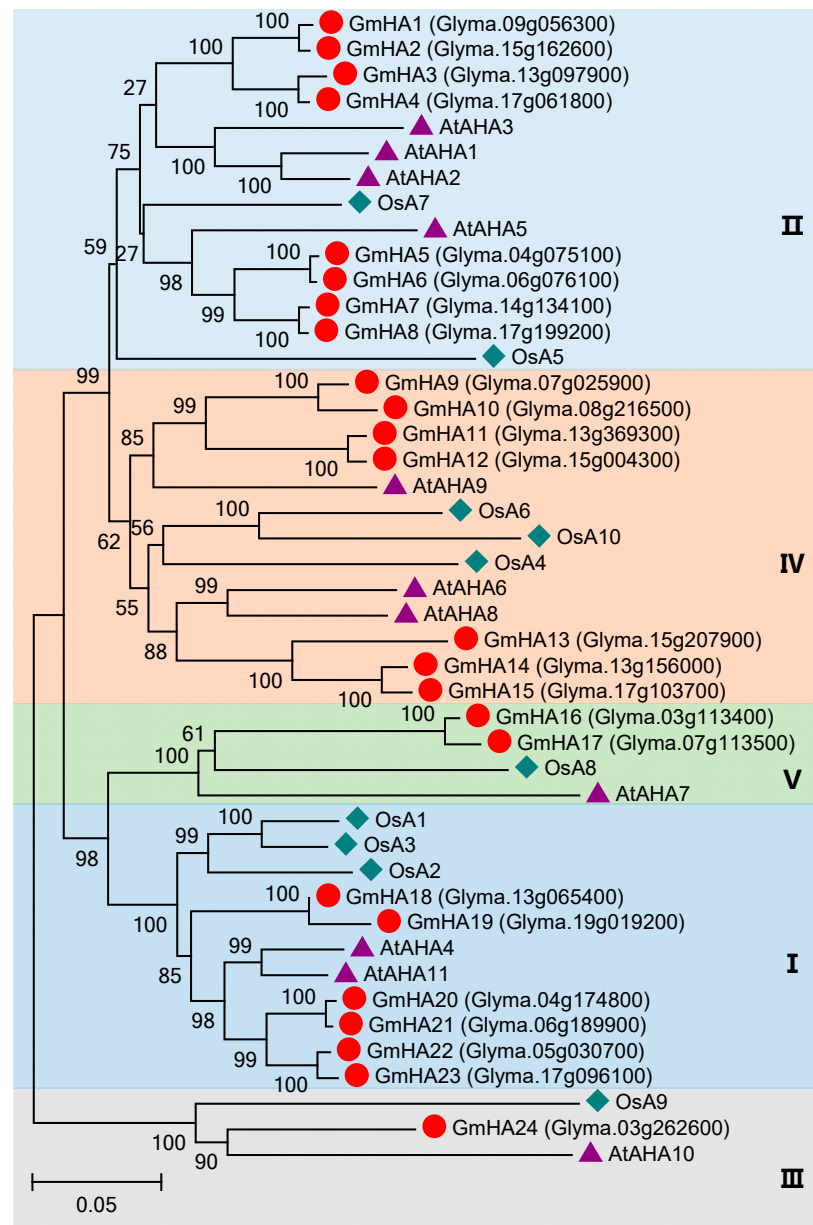 100
GmHA1 (Glyma.09g056300)
100
GmHA2 (Glyma.15g162600)
GmHA3 (Glyma.13g097900)
27
100
GmHA4 (Glyma.17g061800)
AtAHA3
75
100
AtAHA1
100
AtAHA2
OsA7
II
AtAHA5
59
27
100
GmHA5 (Glyma.04g075100)
98
GmHA6 (Glyma.06g076100)
GmHA7 (Glyma.14g134100)
99
100
GmHA8 (Glyma.17g199200)
OsA5
99
100
GmHA9 (Glyma.07g025900)
99
GmHA10 (Glyma.08g216500)
85
GmHA11 (Glyma.13g369300)
100
GmHA12 (Glyma.15g004300)
AtAHA9
100
OsA6
62
56
OsA10
OsA4
IV
99
AtAHA6
55
AtAHA8
88
GmHA13 (Glyma.15g207900)
100
GmHA14 (Glyma.13g156000)
100
GmHA15 (Glyma.17g103700)
100
GmHA16 (Glyma.03g113400)
61
GmHA17 (Glyma.07g113500)
100
OsA8
V
AtAHA7
100
OsA1
99
OsA3
98
OsA2
100
100
GmHA18 (Glyma.13g065400)
GmHA19 (Glyma.19g019200)
99
AtAHA4
I
85
AtAHA11
100
GmHA20 (Glyma.04g174800)
98
GmHA21 (Glyma.06g189900)
99
GmHA22 (Glyma.05g030700)
100
GmHA23 (Glyma.17g096100)
OsA9
GmHA24 (Glyma.03g262600)
100
90
AtAHA10
III
0.05